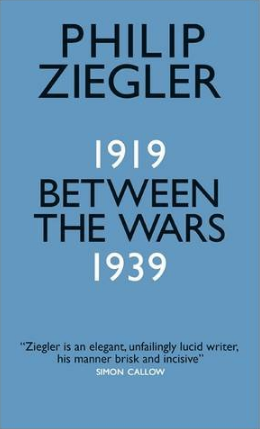 PHILIP
ZIEGLER
1919
BETWEEN
THE WARS
1939
“Ziegler is an elegant, unfailingly lucid writer,
his manner brisk and incisive”
SIMON CALLOW